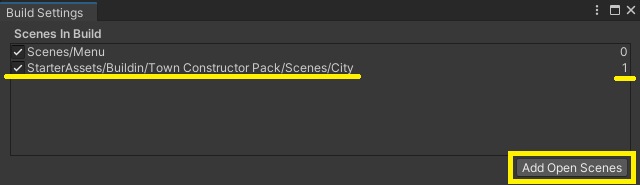 Build Settings
Scenes In Build
Scenes/Menu 0
StarterAssets/Buildin/Town Constructor Pack/Scenes/City 1
Add Open Scenes